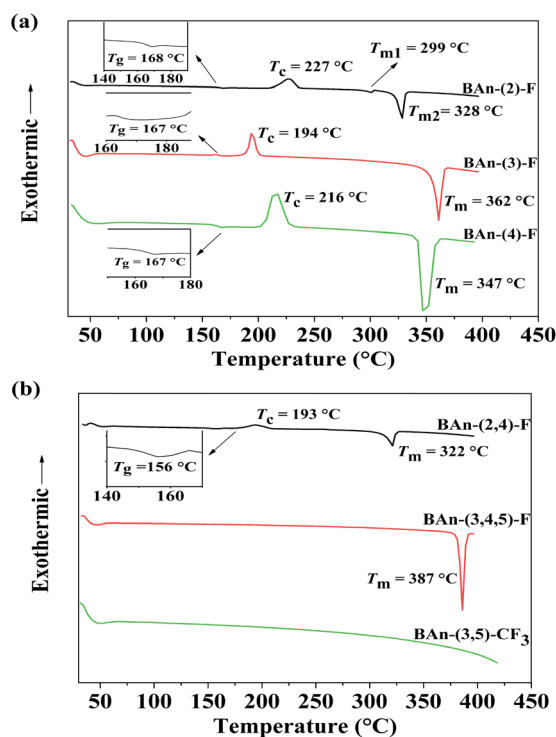 (a)
Tg = 168 °C
140 160 180
Tc = 227 °C
Tm1 = 299 °C
BAn-(2)-F
Tm2= 328 °C
Tg = 167 °C
160 180
Tc = 194 °C
BAn-(3)-F
Tm = 362 °C
Tc = 216 °C
BAn-(4)-F
Tg = 167 °C
160 180
Tm = 347 °C
Exothermic
50 100 150 200 250 300 350 400 450
Temperature (°C)
(b)
Tc = 193 °C
BAn-(2,4)-F
Tg =156 °C
140 160
Tm = 322 °C
BAn-(3,4,5)-F
Tm = 387 °C
BAn-(3,5)-CF3
Exothermic
50 100 150 200 250 300 350 400 450
Temperature (°C)